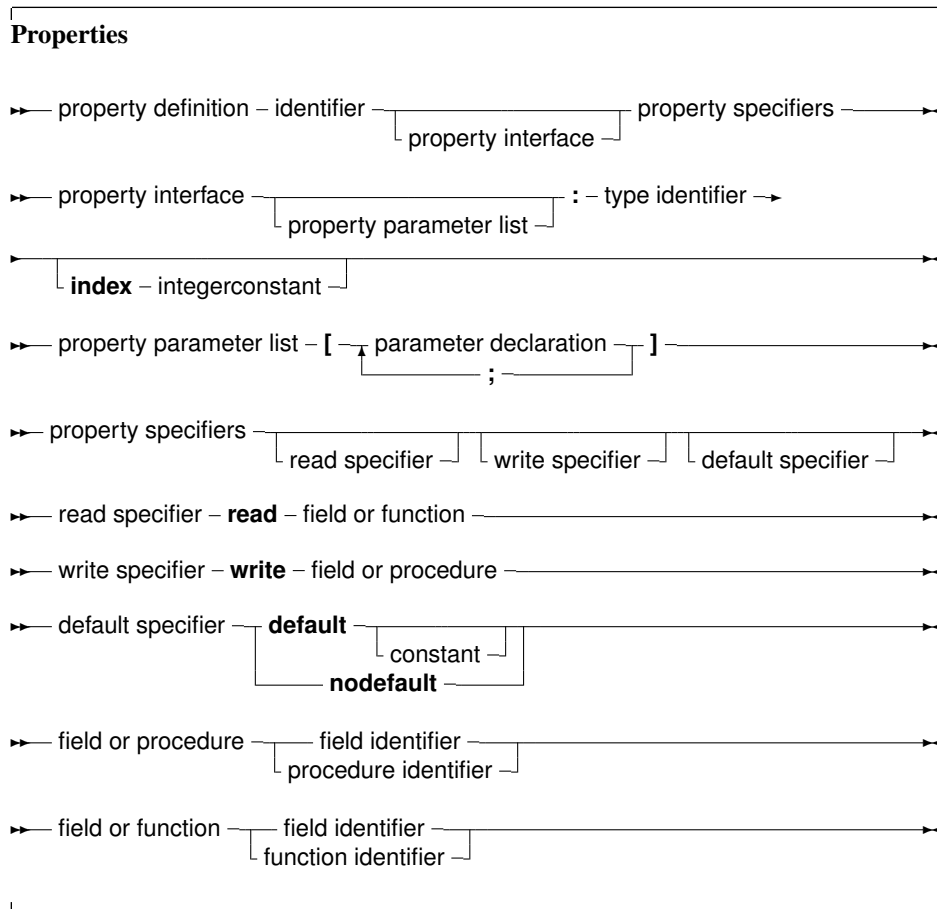 Properties
property definition – identifier property specifiers
property interface
property interface : – type identifier
property parameter list
index – integerconstant
property parameter list – [ parameter declaration ]
;
property specifiers
read specifier write specifier default specifier
read specifier – read – field or function
write specifier – write – field or procedure
default specifier default
constant
nodefault
field or procedure field identifier
procedure identifier
field or function field identifier
function identifier